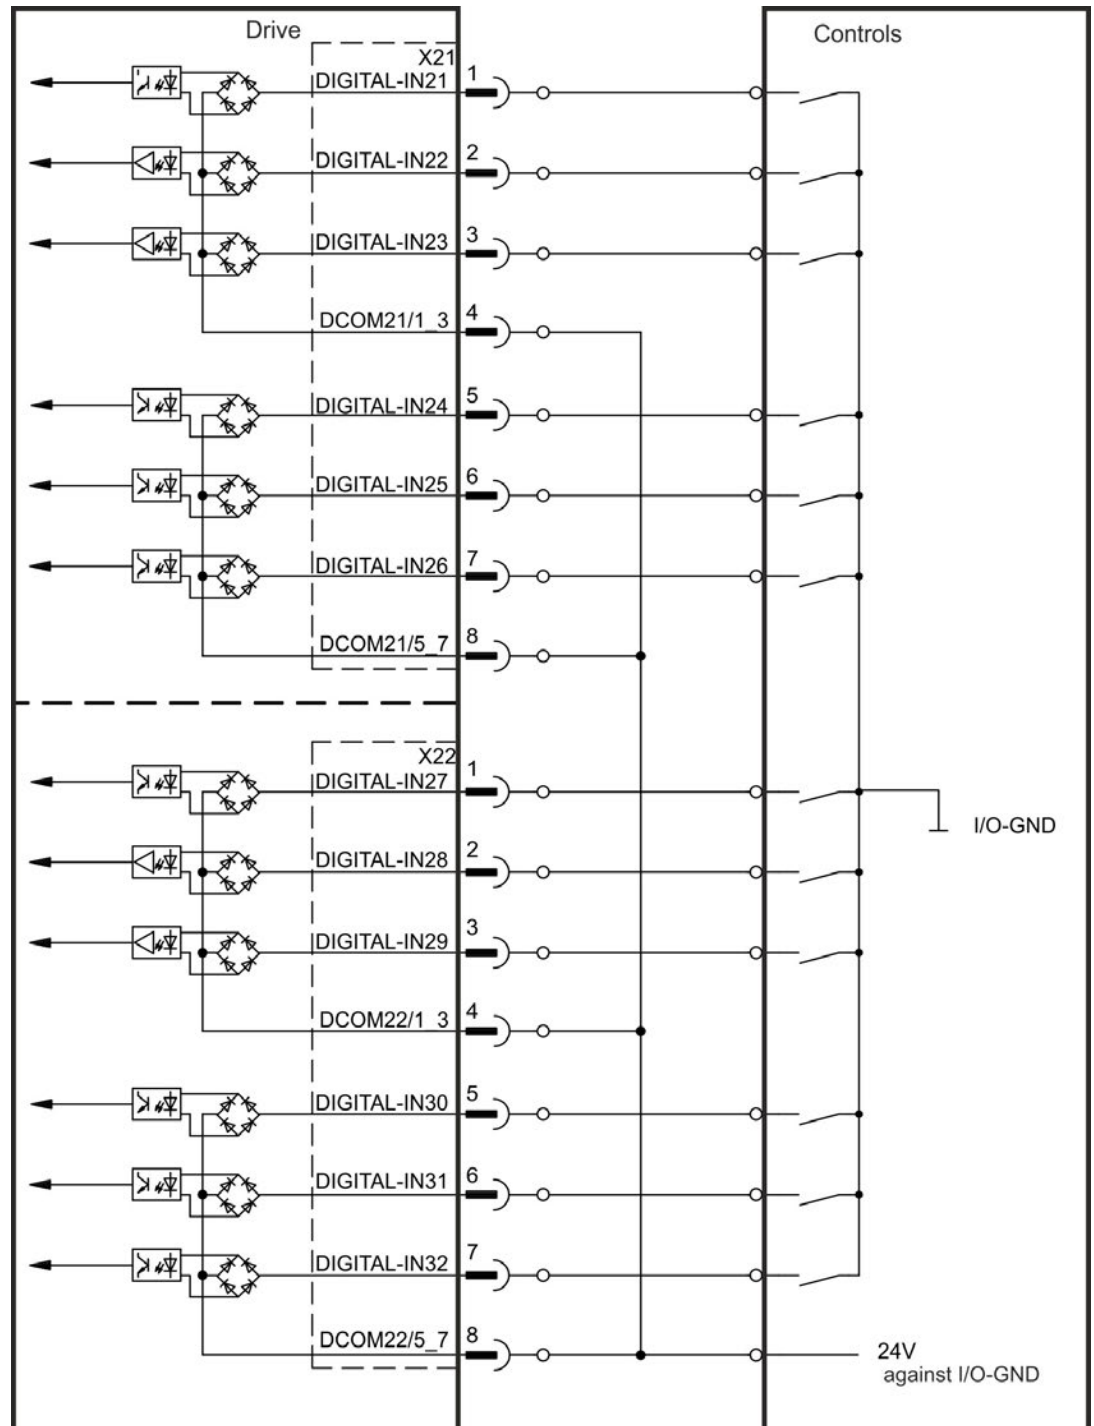 Drive
Controls
X21
DIGITAL-IN21 1
DIGITAL-IN22 2
DIGITAL-IN23 3
DCOM21/1_3 4
DIGITAL-IN24 5
DIGITAL-IN25 6
DIGITAL-IN26 7
DCOM21/5_7 8
X22
DIGITAL-IN27 1
I/O-GND
DIGITAL-IN28 2
DIGITAL-IN29 3
DCOM22/1_3 4
DIGITAL-IN30 5
DIGITAL-IN31 6
DIGITAL-IN32 7
DCOM22/5_7 8
24V
against I/O-GND